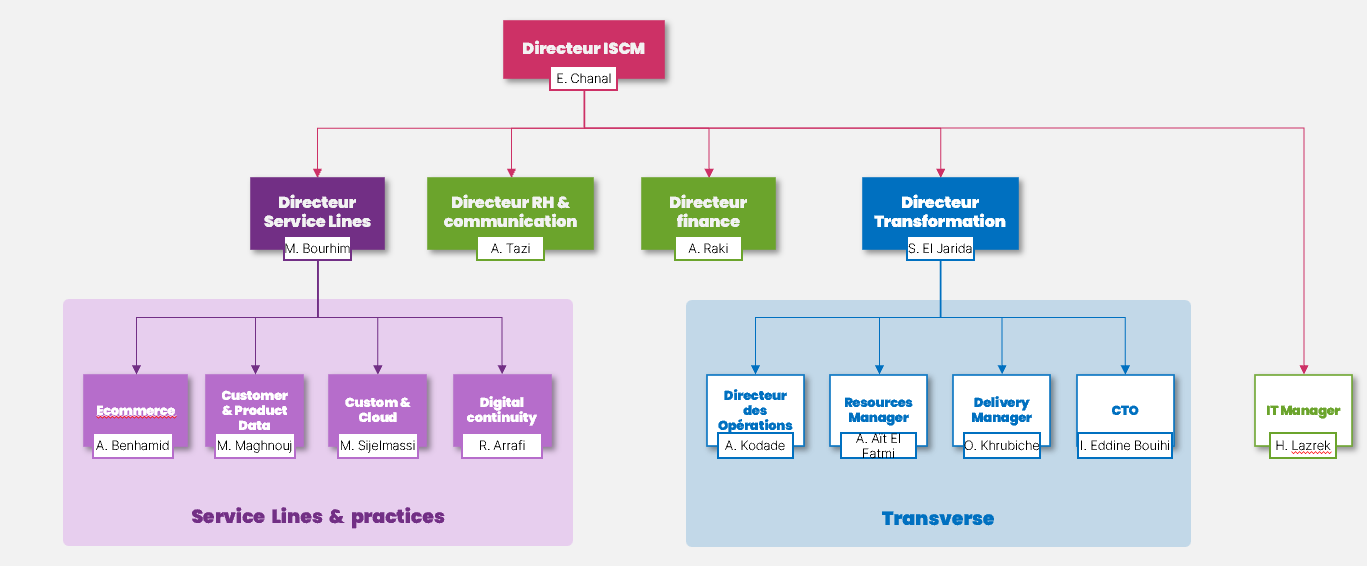 Directeur ISCM
E. Chanal
Directeur
Service Lines
M. Bourhim
Directeur RH &
communication
A. Tazi
Directeur
finance
A. Raki
Directeur
Transformation
S. El Jarida
Ecommerce
A. Benhamid
Customer
& Product
Data
M. Maghnouj
Custom &
Cloud
M. Sijelmassi
Digital
continuity
R. Arrafi
Service Lines & practices
Directeur
des
Opérations
A. Kodade
Resources
Manager
A. Ait El
Fatmi
Delivery
Manager
O. Khrubiche
CTO
I. Eddine Bouihi
Transverse
IT Manager
H. Lazrek